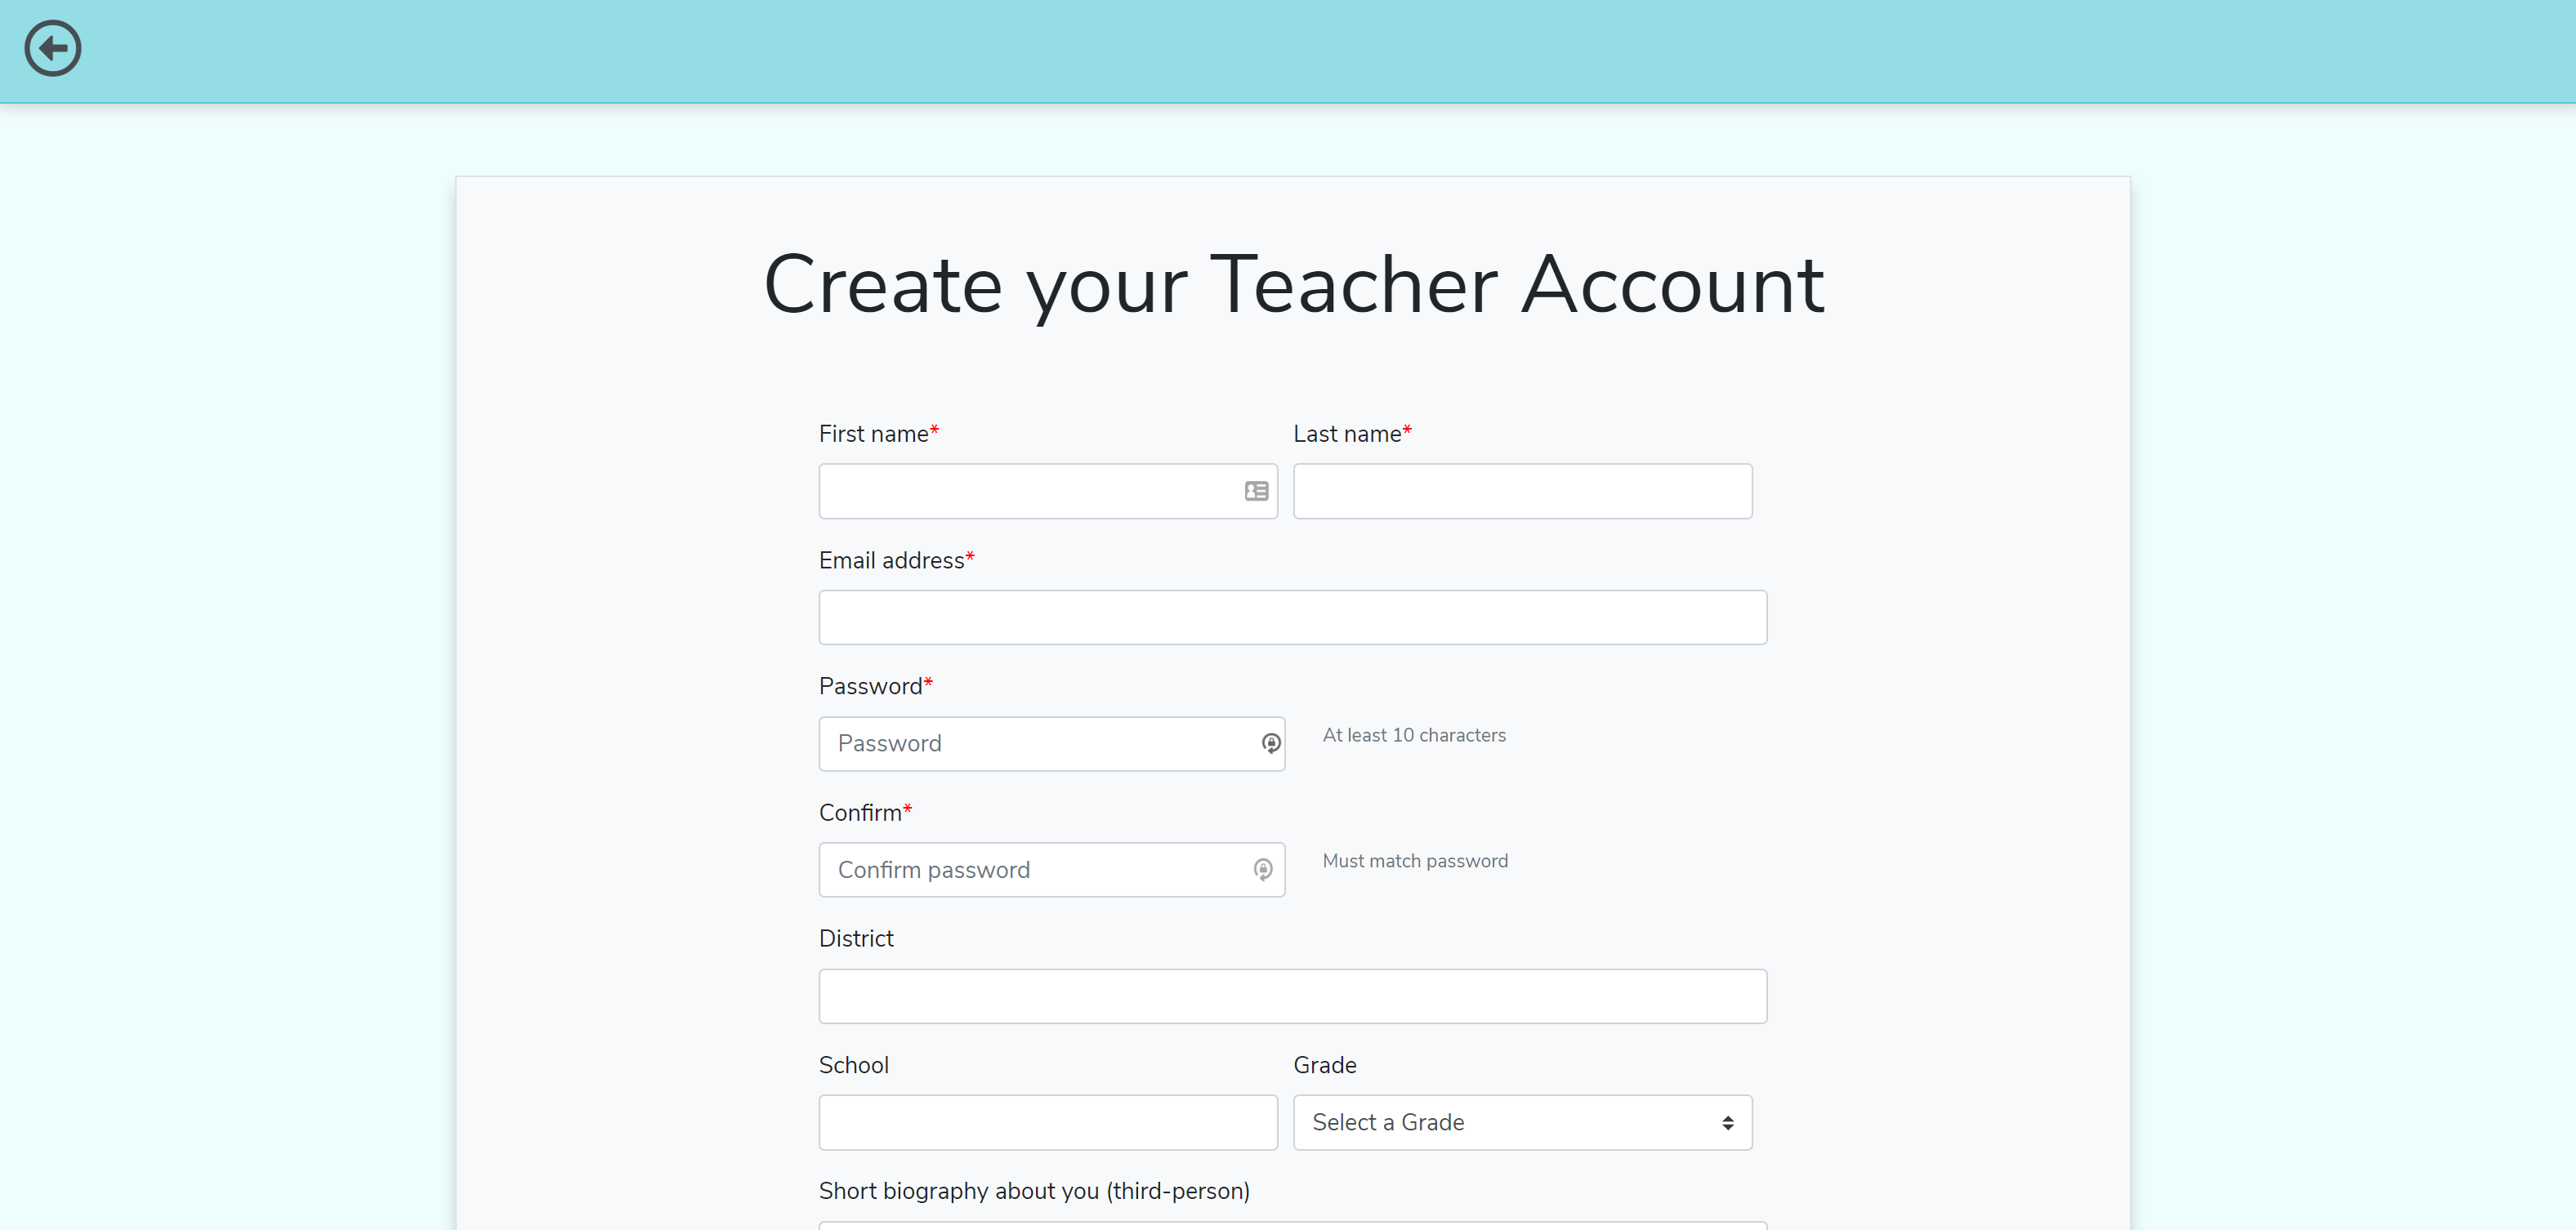 Create your Teacher Account
First name* Last name*
Email address*
Password*
Password At least 10 characters
Confirm*
Confirm password Must match password
District
School Grade
Select a Grade
Short biography about you (third-person)